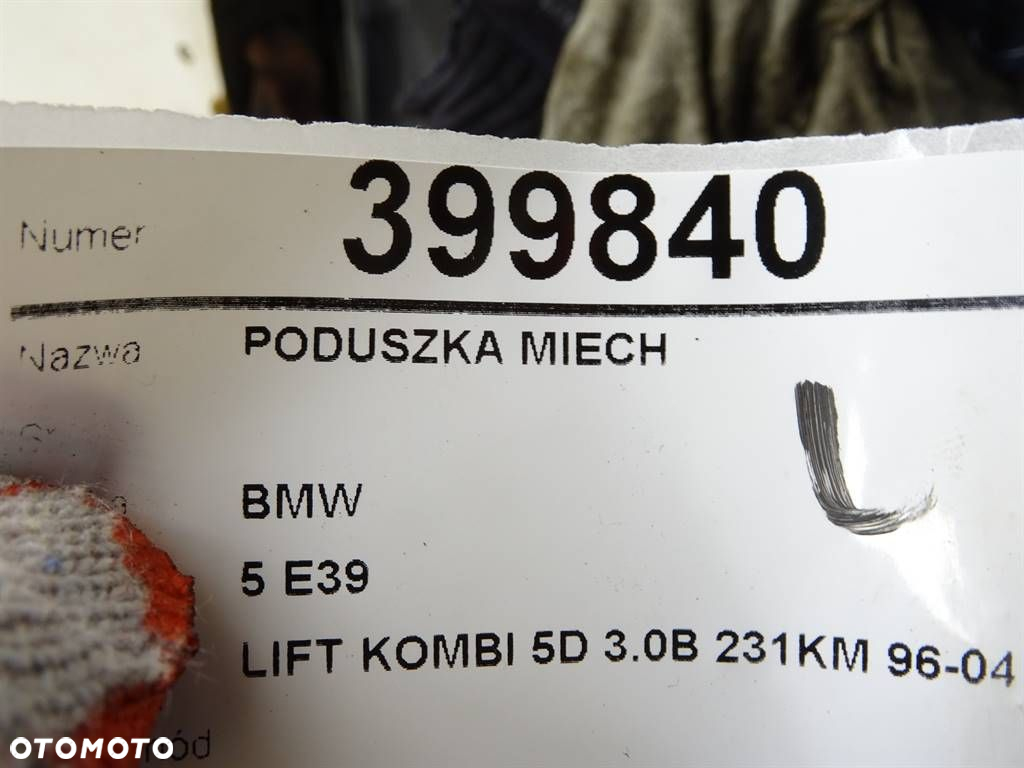 Numer 399840
Nazwa PODUSZKA MIECH
L
BMW
5 E39
LIFT KOMBI 5D 3.0B 231KM 96-04
OTOMOTO